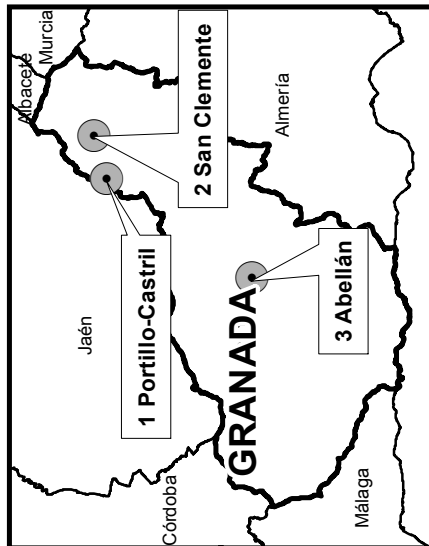 Albacete
Murcia
Jaén
1 Portillo-Castril
2 San Clemente
Córdoba
GRANADA
Almería
3 Abellán
Málaga